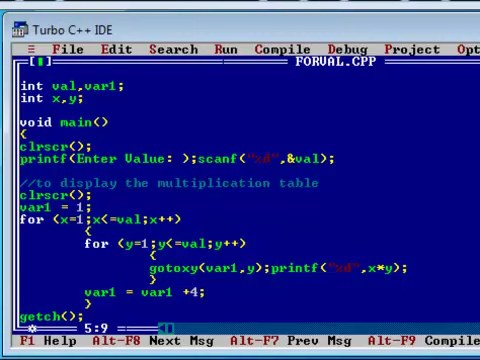 Turbo C++ IDE
≡ File Edit Search Run Compile Debug Project Opt
[▮] FORVAL.CPP
int val,var1;
int x,y;
void main()
{
clrscr();
printf(Enter Value: );scanf("%d",&val);
//to display the multiplication table
clrscr();
var1 = 1;
for (x=1;x<=val;x++)
{
for (y=1;y<=val;y++)
{
gotoxy(var1,y);printf("%d",x*y);
}
var1 = var1 +4;
}
getch();
5:9
F1 Help Alt-F8 Next Msg Alt-F7 Prev Msg Alt-F9 Compile